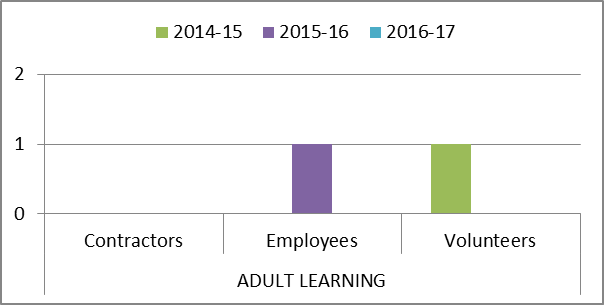 2014-15 2015-16 2016-17
2
1
0
Contractors Employees Volunteers
ADULT LEARNING